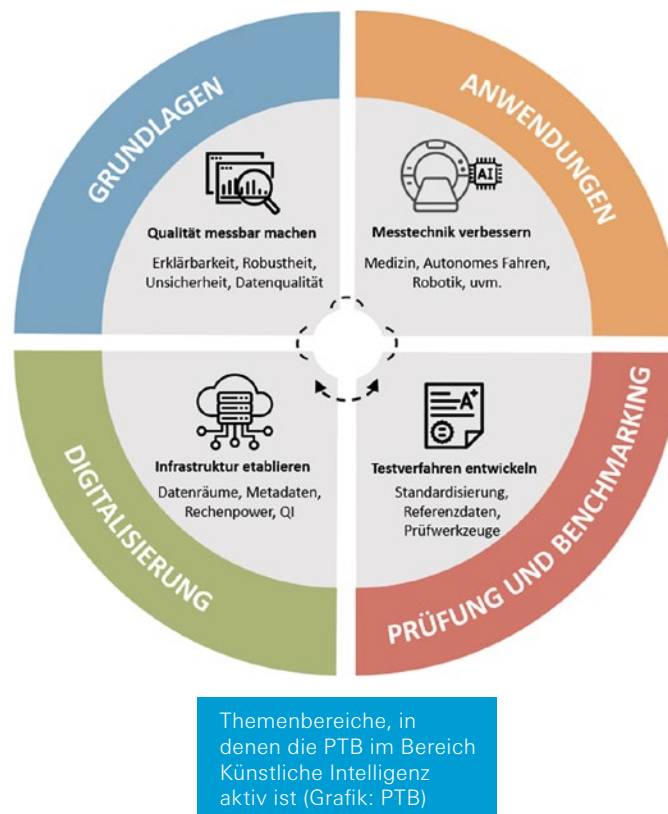 GRUNDLAGEN
Qualität messbar machen
Erklärbarkeit, Robustheit,
Unsicherheit, Datenqualität
ANWENDUNGEN
AI
Messtechnik verbessern
Medizin, Autonomes Fahren,
Robotik, uvm.
DIGITALISIERUNG
Infrastruktur etablieren
Datenräume, Metadaten,
Rechenpower, QI
PRÜFUNG UND BENCHMARKING
A+
Testverfahren entwickeln
Standardisierung,
Referenzdaten,
Prüfwerkzeuge
Themenbereiche, in
denen die PTB im Bereich
Künstliche Intelligenz
aktiv ist (Grafik: PTB)